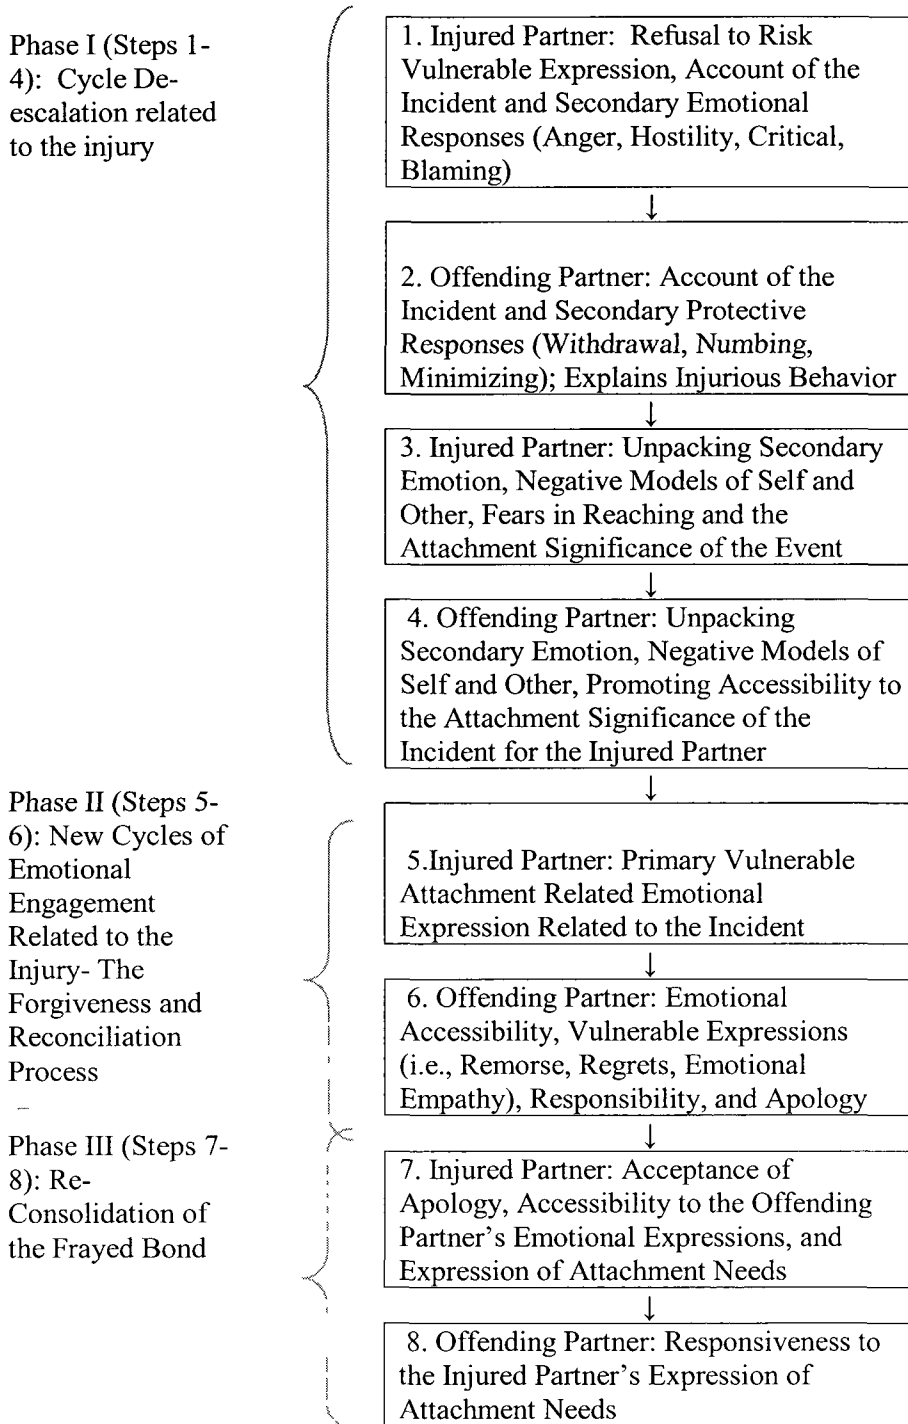 Phase I (Steps 1-
4): Cycle De-
escalation related
to the injury
1. Injured Partner: Refusal to Risk
Vulnerable Expression, Account of the
Incident and Secondary Emotional
Responses (Anger, Hostility, Critical,
Blaming)
↓
2. Offending Partner: Account of the
Incident and Secondary Protective
Responses (Withdrawal, Numbing,
Minimizing); Explains Injurious Behavior
↓
3. Injured Partner: Unpacking Secondary
Emotion, Negative Models of Self and
Other, Fears in Reaching and the
Attachment Significance of the Event
↓
4. Offending Partner: Unpacking
Secondary Emotion, Negative Models of
Self and Other, Promoting Accessibility to
the Attachment Significance of the
Incident for the Injured Partner
↓
Phase II (Steps 5-
6): New Cycles of
Emotional
Engagement
Related to the
Injury- The
Forgiveness and
Reconciliation
Process
5.Injured Partner: Primary Vulnerable
Attachment Related Emotional
Expression Related to the Incident
↓
6. Offending Partner: Emotional
Accessibility, Vulnerable Expressions
(i.e., Remorse, Regrets, Emotional
Empathy), Responsibility, and Apology
↓
Phase III (Steps 7-
8): Re-
Consolidation of
the Frayed Bond
7. Injured Partner: Acceptance of
Apology, Accessibility to the Offending
Partner's Emotional Expressions, and
Expression of Attachment Needs
↓
8. Offending Partner: Responsiveness to
the Injured Partner's Expression of
Attachment Needs